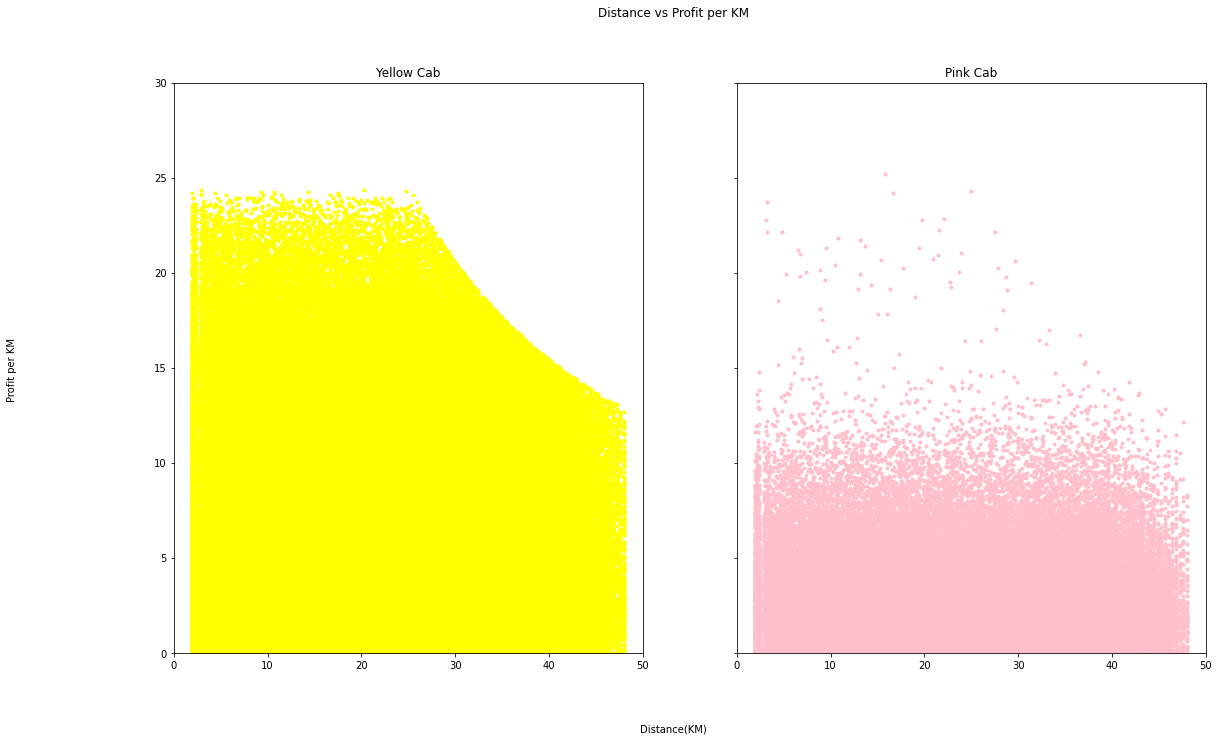 Distance vs Profit per KM
Yellow Cab
Pink Cab
30
25
20
15
10
5
0
0 10 20 30 40 50
0 10 20 30 40 50
Profit per KM
Distance(KM)